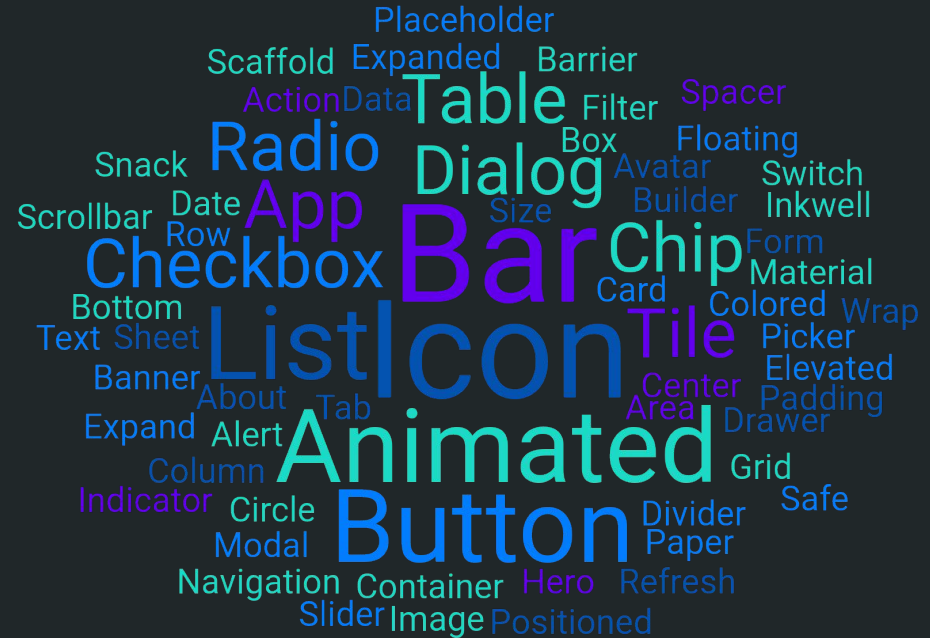 Placeholder
Scaffold
Expanded
Barrier
Action
Data
Table
Filter
Spacer
Radio
Dialog
Box
Floating
Snack
Avatar
Switch
Scrollbar
Date
App
Size
Builder
Inkwell
Row
Bar
Chip
Form
Checkbox
Card
Material
Bottom
Colored
Wrap
Text
Sheet
List
Icon
Tile
Picker
Banner
Center
Elevated
About
Tab
Area
Padding
Expand
Alert
Animated
Drawer
Column
Grid
Indicator
Circle
Button
Divider
Safe
Modal
Paper
Navigation
Container
Hero
Refresh
Slider
Image
Positioned